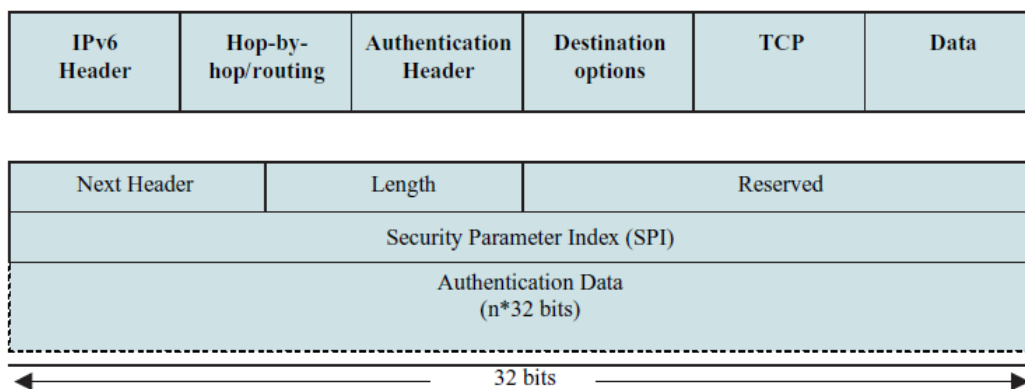 IPv6 Header
Hop-by-hop/routing
Authentication Header
Destination options
TCP
Data
Next Header
Length
Reserved
Security Parameter Index (SPI)
Authentication Data
(n*32 bits)
32 bits